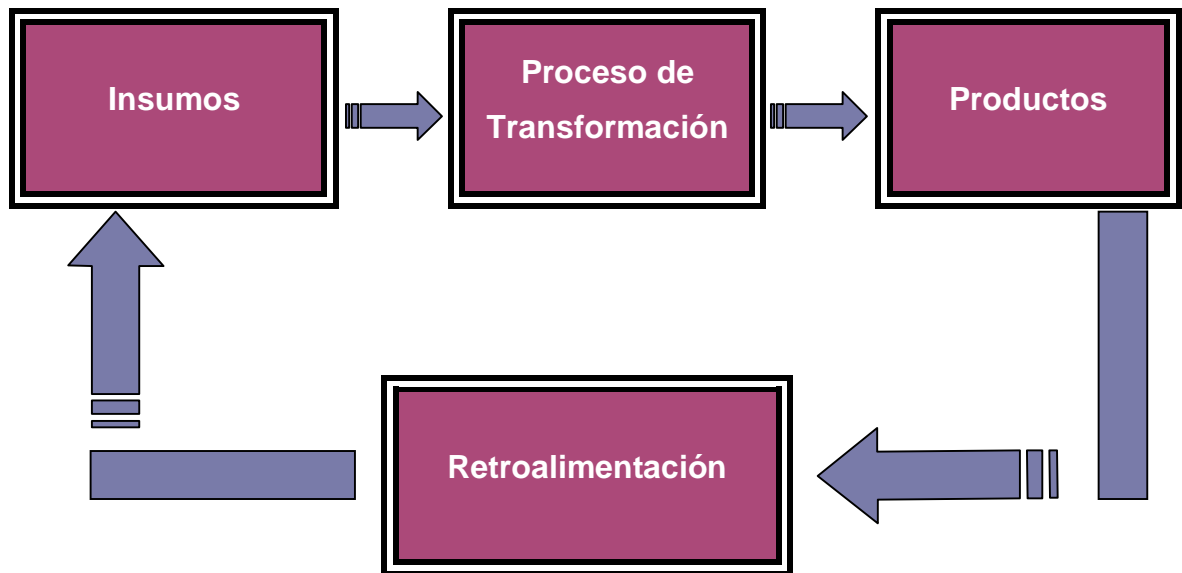 Insumos
Proceso de
Transformación
Productos
Retroalimentación